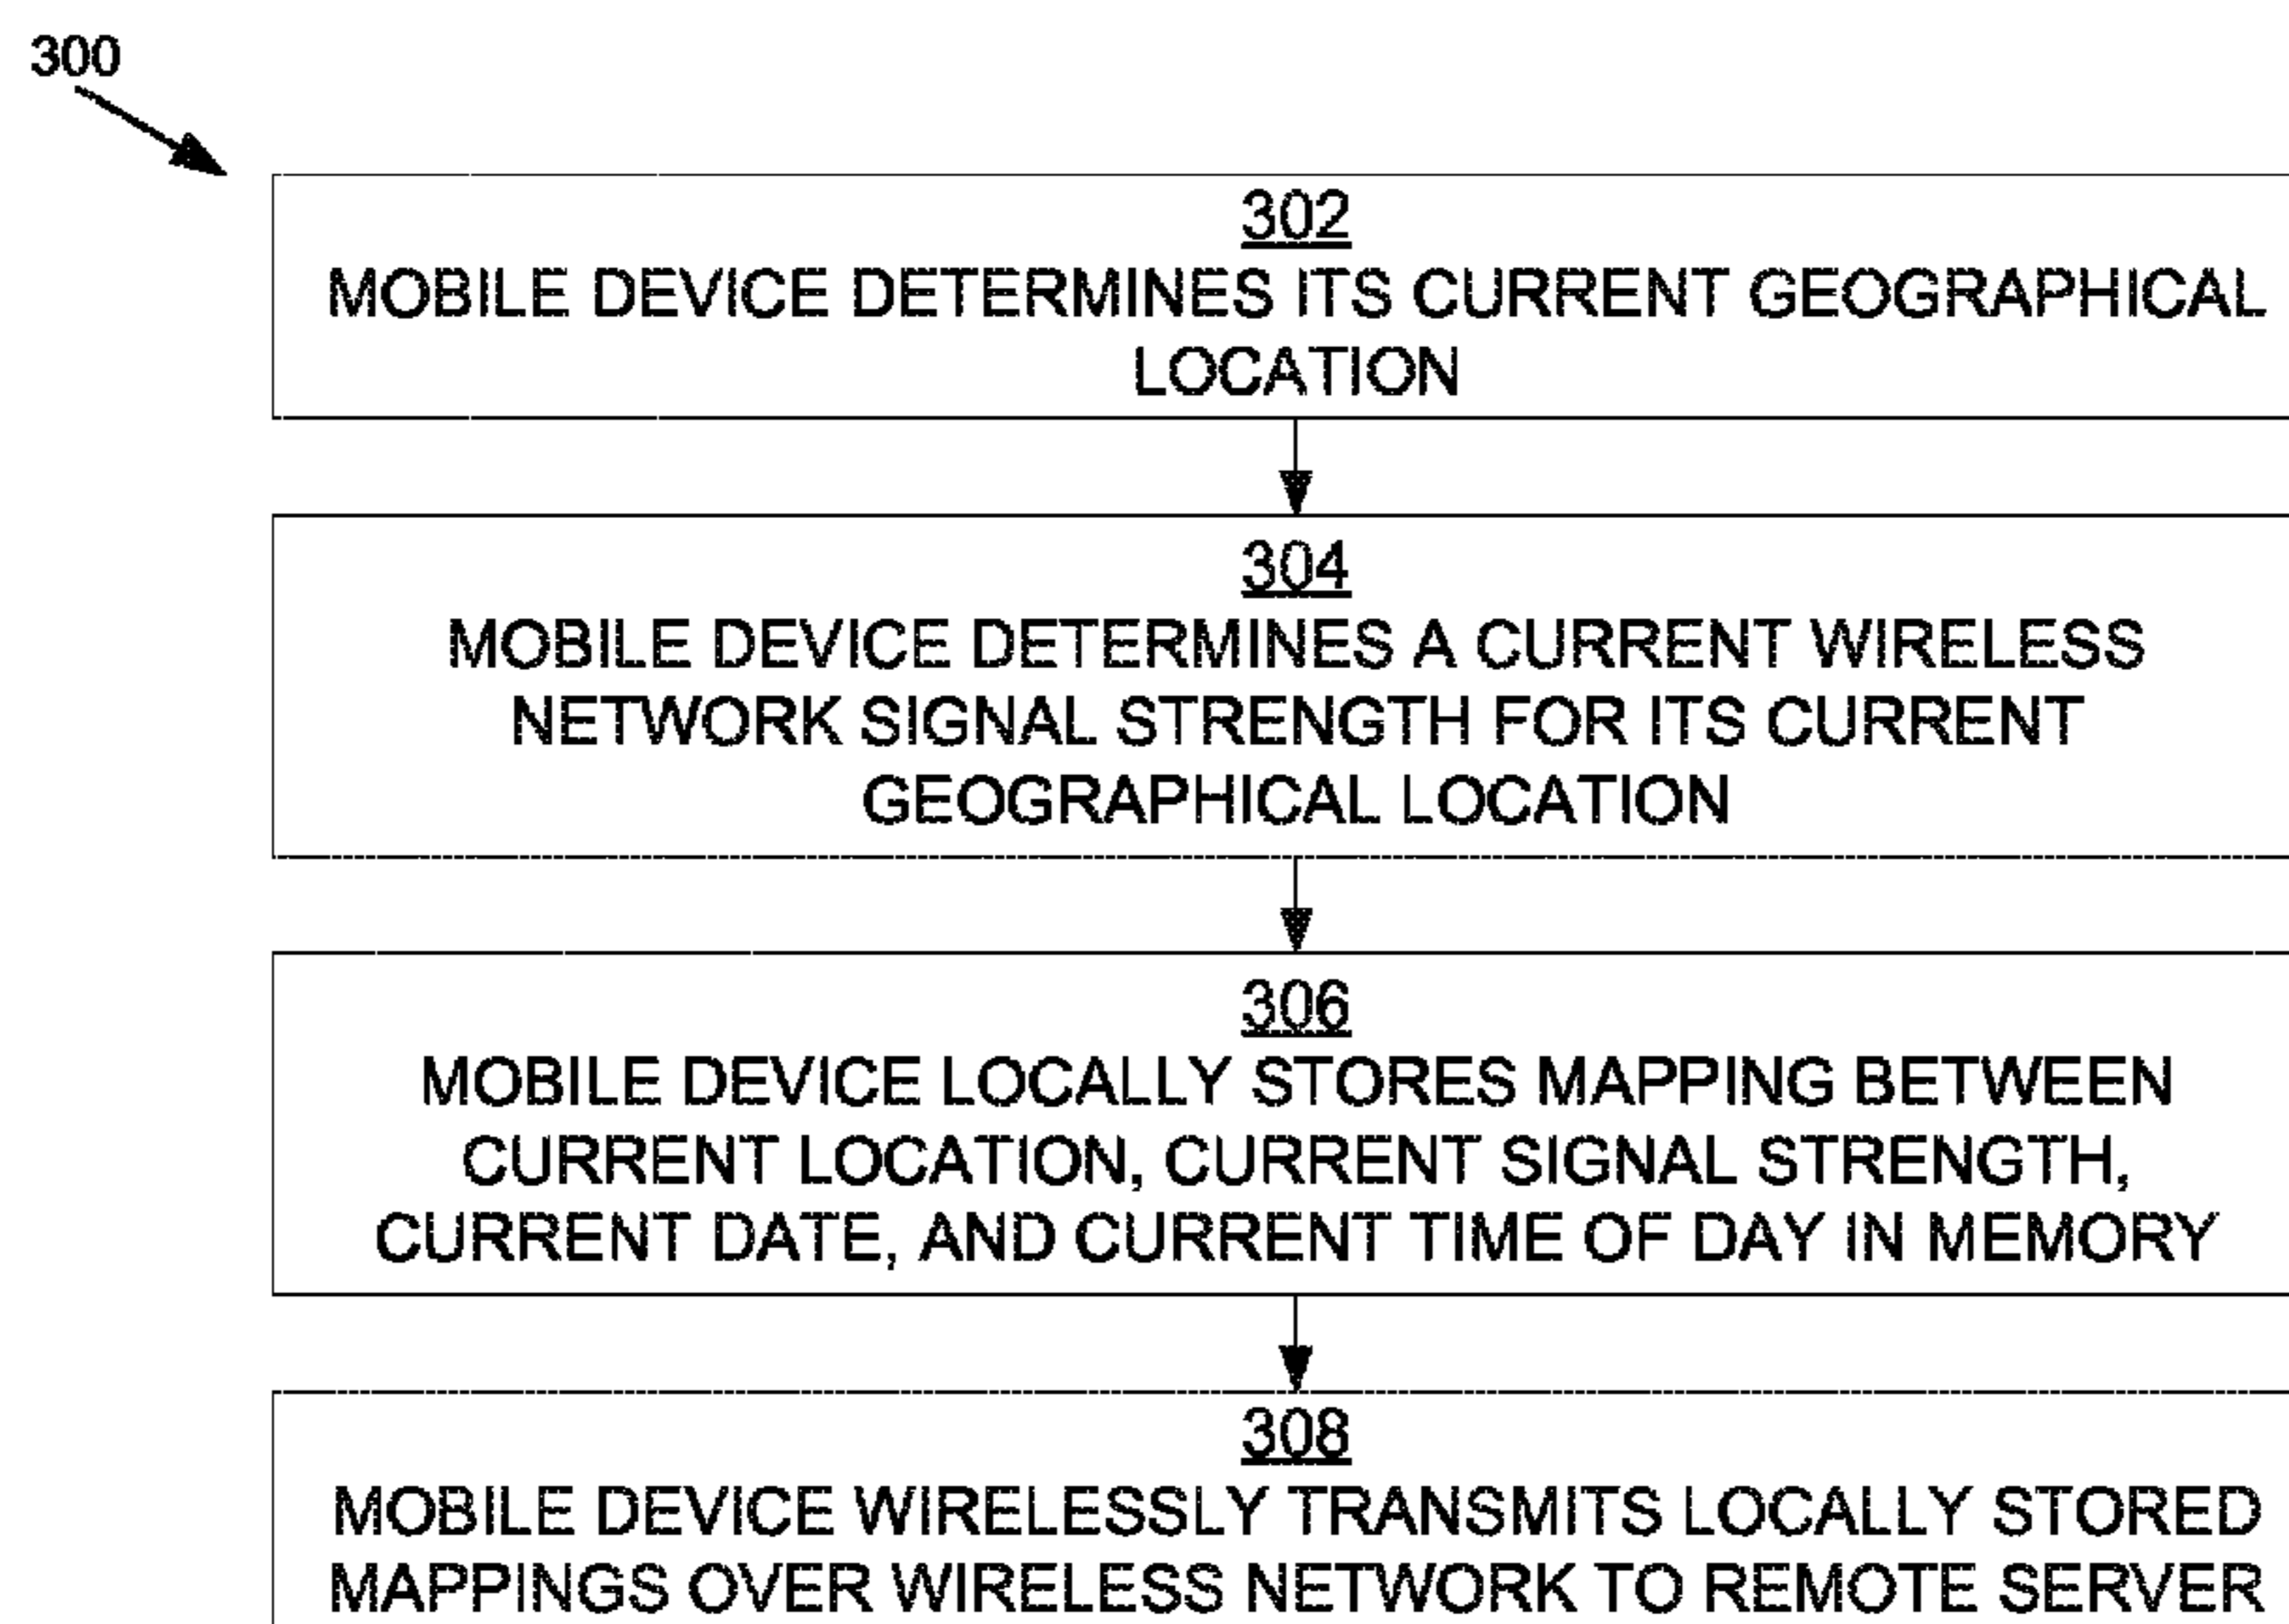 300
302
MOBILE DEVICE DETERMINES ITS CURRENT GEOGRAPHICAL
LOCATION
304
MOBILE DEVICE DETERMINES A CURRENT WIRELESS
NETWORK SIGNAL STRENGTH FOR ITS CURRENT
GEOGRAPHICAL LOCATION
306
MOBILE DEVICE LOCALLY STORES MAPPING BETWEEN
CURRENT LOCATION, CURRENT SIGNAL STRENGTH,
CURRENT DATE, AND CURRENT TIME OF DAY IN MEMORY
308
MOBILE DEVICE WIRELESSLY TRANSMITS LOCALLY STORED
MAPPINGS OVER WIRELESS NETWORK TO REMOTE SERVER